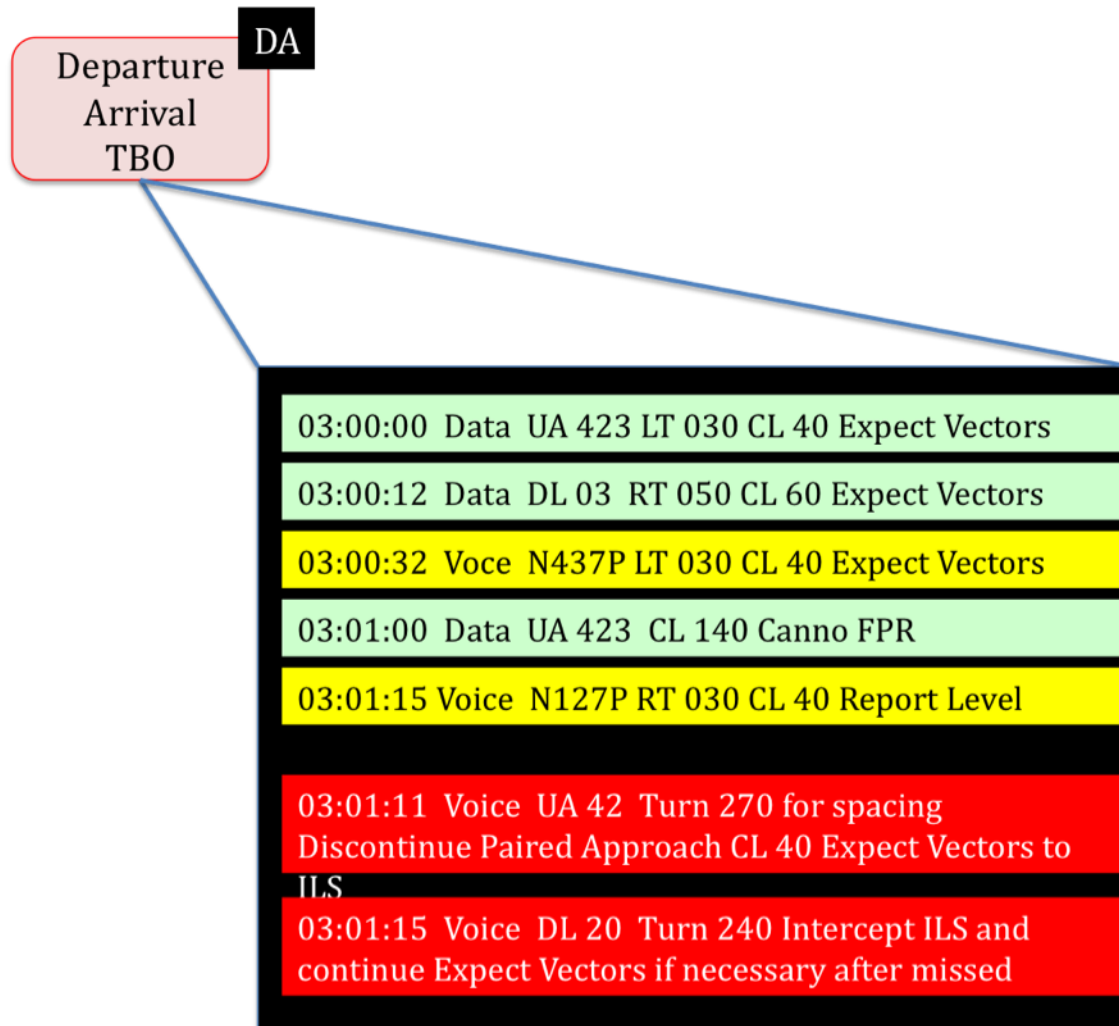 DA
Departure
Arrival
TBO
03:00:00 Data UA 423 LT 030 CL 40 Expect Vectors
03:00:12 Data DL 03 RT 050 CL 60 Expect Vectors
03:00:32 Voce N437P LT 030 CL 40 Expect Vectors
03:01:00 Data UA 423 CL 140 Canno FPR
03:01:15 Voice N127P RT 030 CL 40 Report Level
03:01:11 Voice UA 42 Turn 270 for spacing
Discontinue Paired Approach CL 40 Expect Vectors to
ILS
03:01:15 Voice DL 20 Turn 240 Intercept ILS and
continue Expect Vectors if necessary after missed